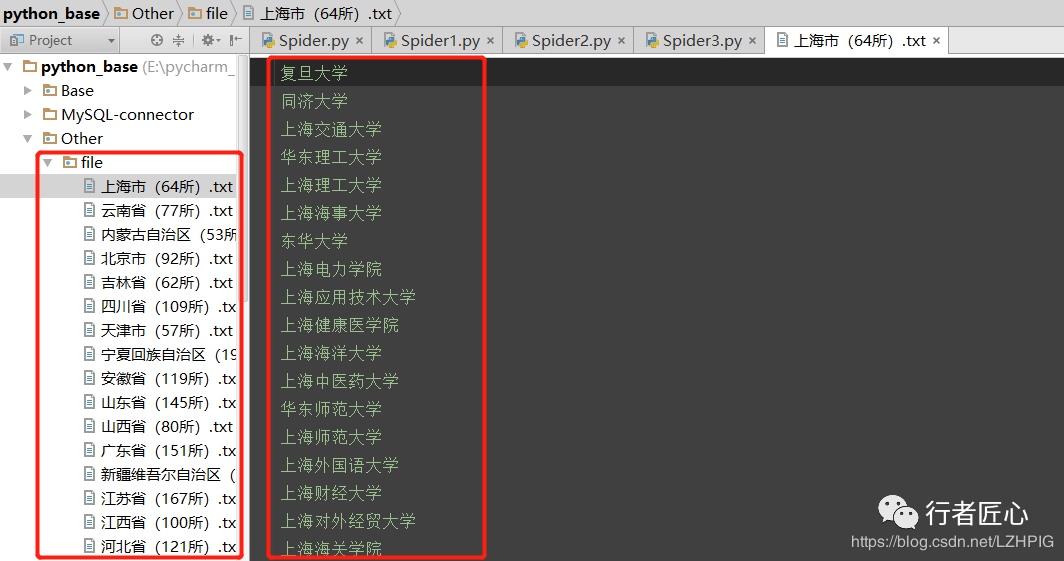 python_base Other file 上海市（64所）.txt
Project Spider.py Spider1.py Spider2.py Spider3.py 上海市（64所）.txt
python_base (E:\pycharm_
Base
MySQL-connector
Other
file
上海市（64所）.txt
云南省（77所）.txt
内蒙古自治区（53所
北京市（92所）.txt
吉林省（62所）.txt
四川省（109所）.tx
天津市（57所）.txt
宁夏回族自治区（19
安徽省（119所）.tx
山东省（145所）.tx
山西省（80所）.txt
广东省（151所）.tx
新疆维吾尔自治区（
江苏省（167所）.tx
江西省（100所）.tx
河北省（121所）.tx
复旦大学
同济大学
上海交通大学
华东理工大学
上海理工大学
上海海事大学
东华大学
上海电力学院
上海应用技术大学
上海健康医学院
上海海洋大学
上海中医药大学
华东师范大学
上海师范大学
上海外国语大学
上海财经大学
上海对外经贸大学
上海海关学院
行者匠心
https://blog.csdn.net/LZHPIG